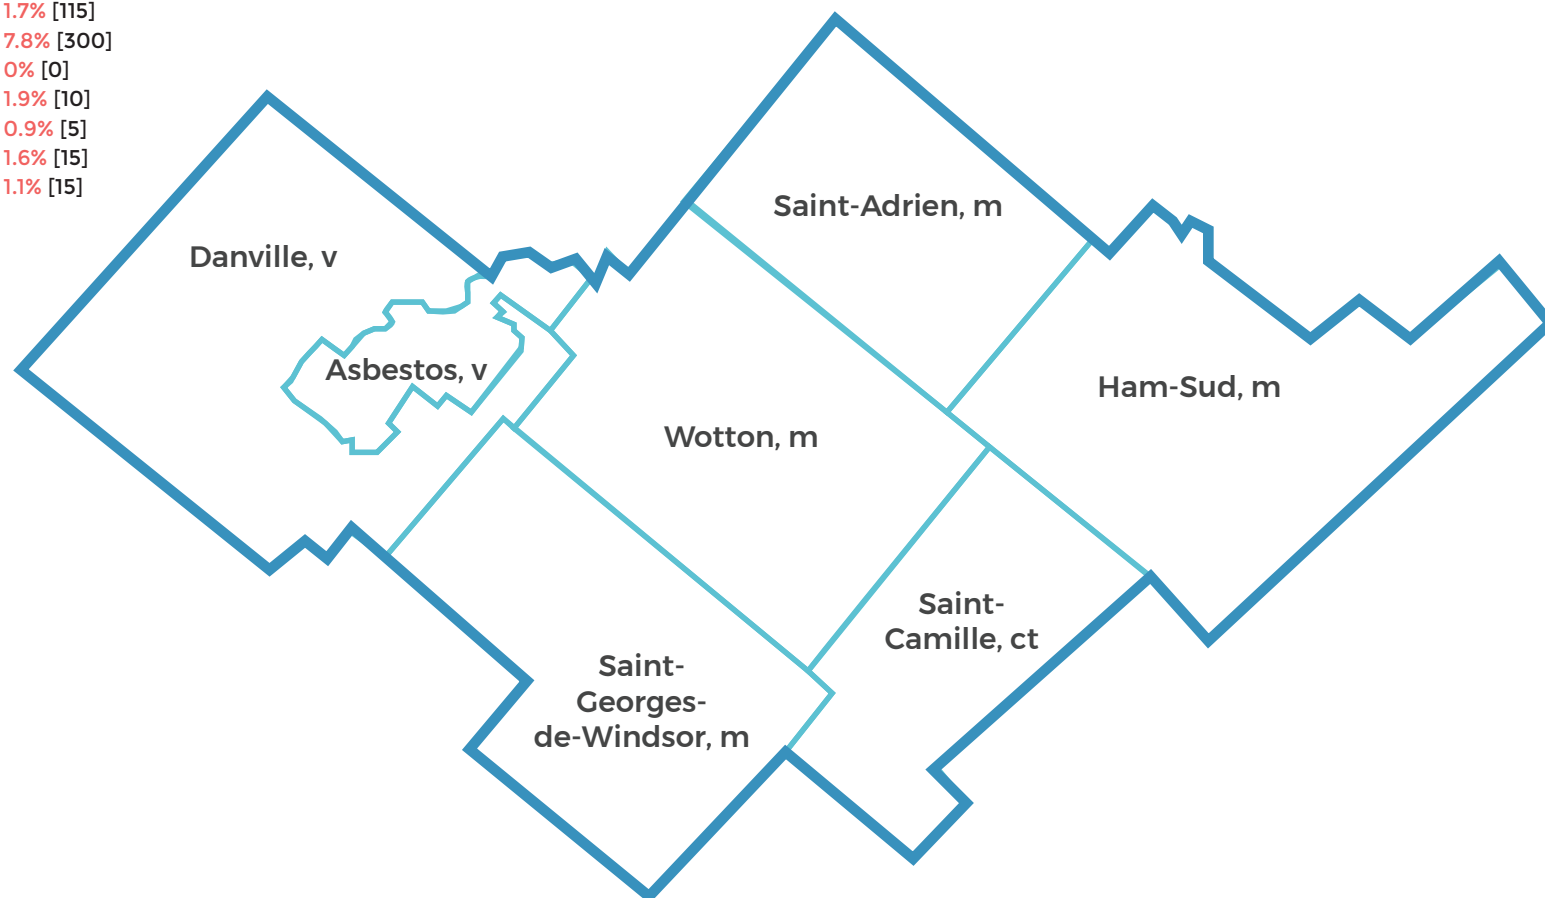 1.7% [115]
7.8% [300]
0% [0]
1.9% [10]
0.9% [5]
1.6% [15]
1.1% [15]
Saint-Adrien, m
Danville, v
Asbestos, v
Ham-Sud, m
Wotton, m
Saint-
Camille, ct
Saint-
Georges-
de-Windsor, m